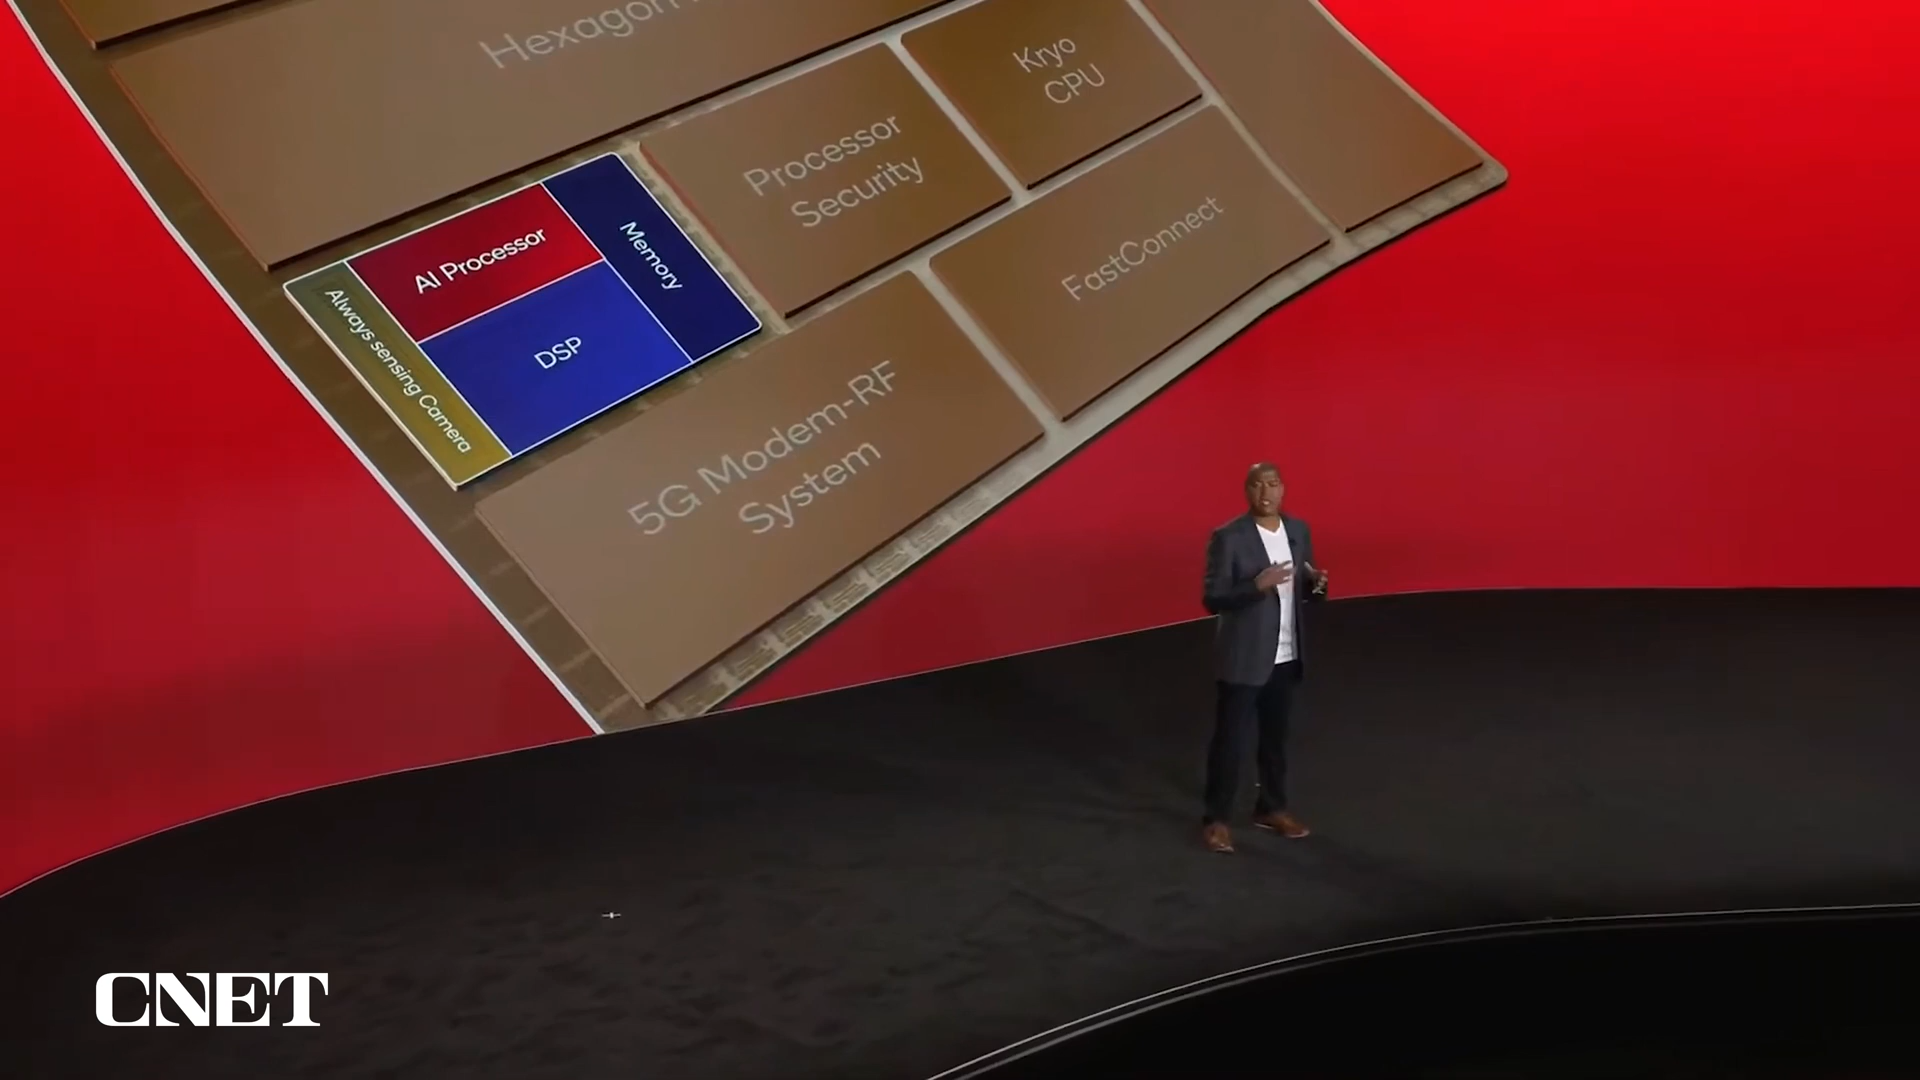 Hexagon
Kryo
CPU
Processor
Security
FastConnect
AI Processor
Memory
DSP
Always sensing Camera
5G Modem-RF
System
CNET